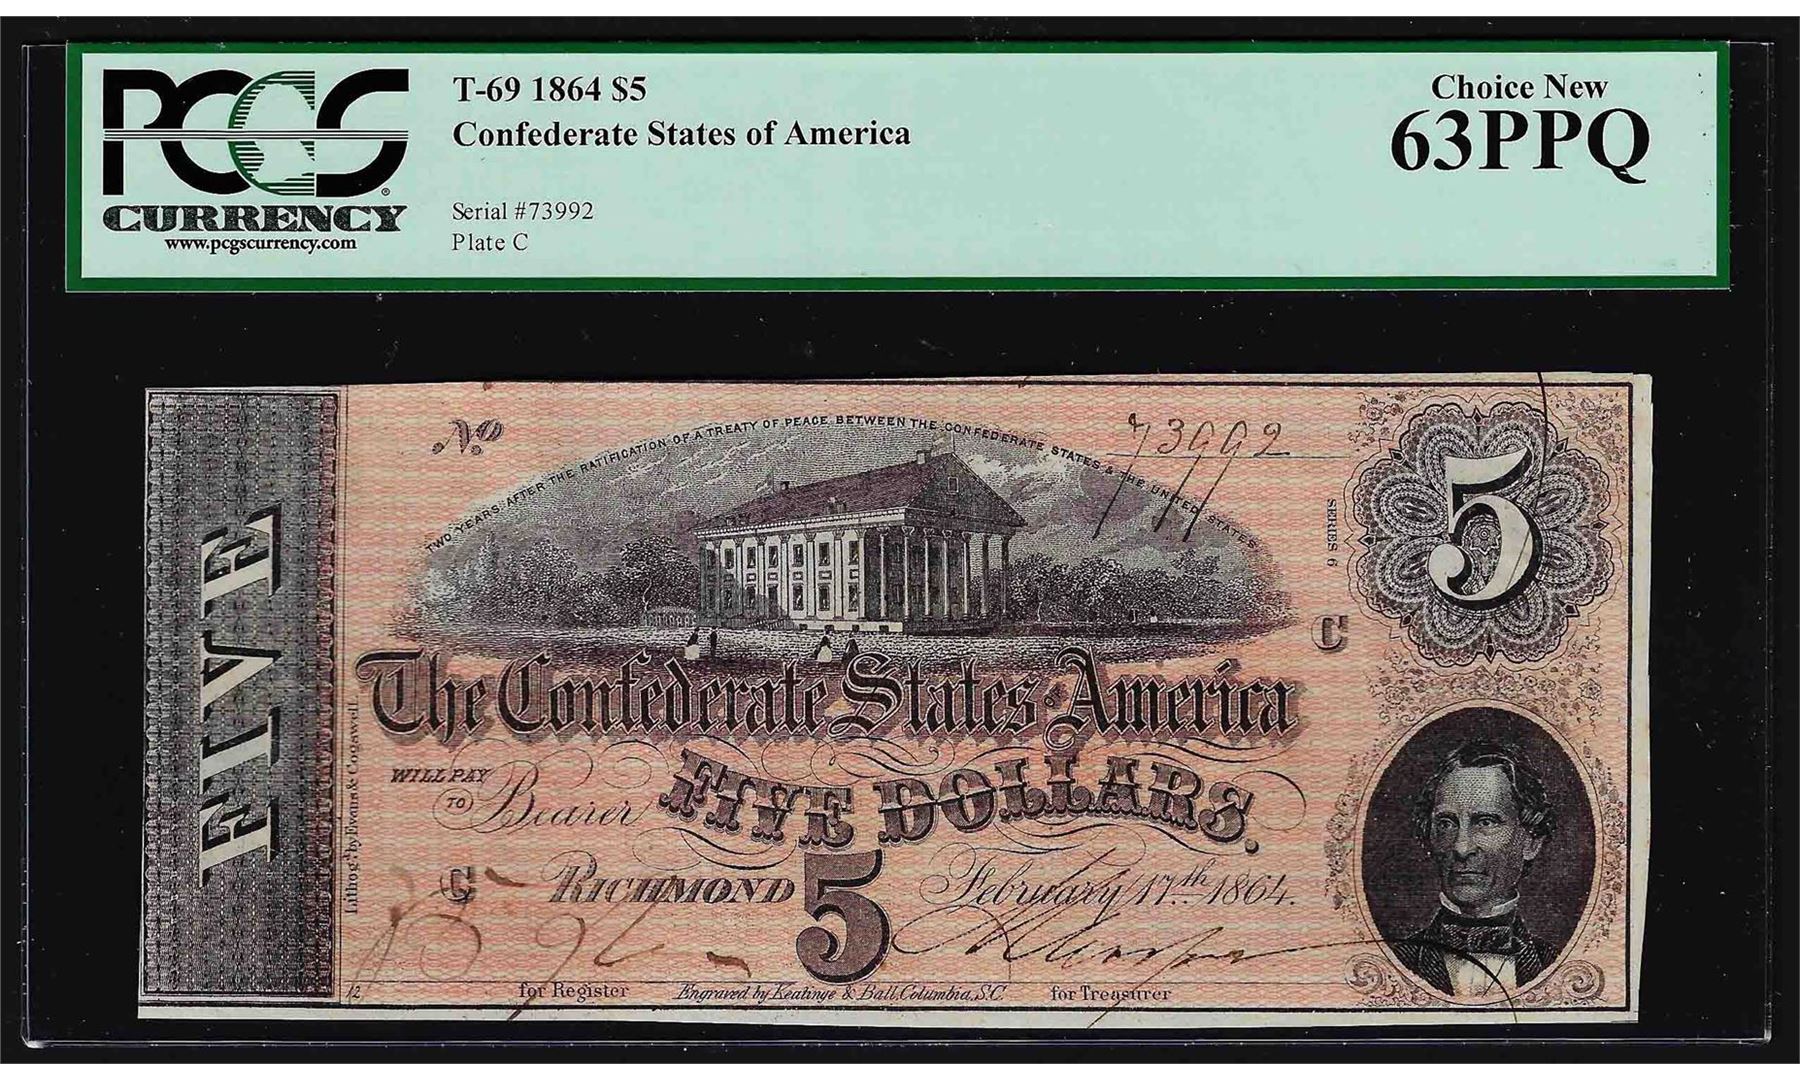 PCGS
CURRENCY
www.pcgscurrency.com
T-69 1864 $5
Confederate States of America
Serial #73992
Plate C
Choice New
63PPQ
No
73992
TWO YEARS AFTER THE RATIFICATION OF A TREATY OF PEACE BETWEEN THE CONFEDERATE STATES & THE UNITED STATES
5
SERIES 6
C
FIVE
The Confederate States of America
WILL PAY
TO Bearer FIVE DOLLARS.
Lithog'd by Evans & Cogswell
RICHMOND 5 February 17th 1864.
12
for Register
Engraved by Keatinge & Ball, Columbia, S.C.
for Treasurer